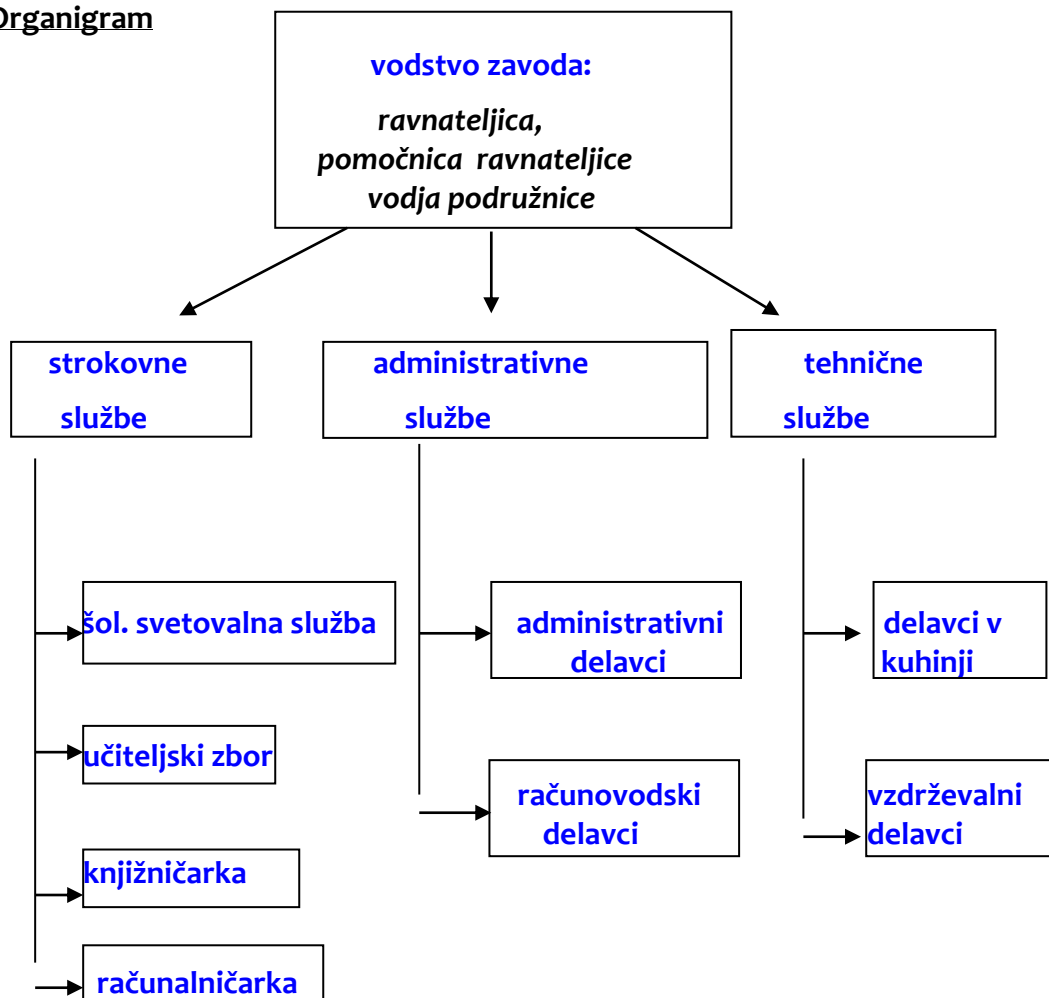 Organigram
vodstvo zavoda:
ravnateljica,
pomočnica ravnateljice
vodja podružnice
strokovne
službe
administrativne
službe
tehnične
službe
šol. svetovalna služba
učiteljski zbor
knjižničarka
računalničarka
administrativni
delavci
računovodski
delavci
delavci v
kuhinji
vzdrževalni
delavci